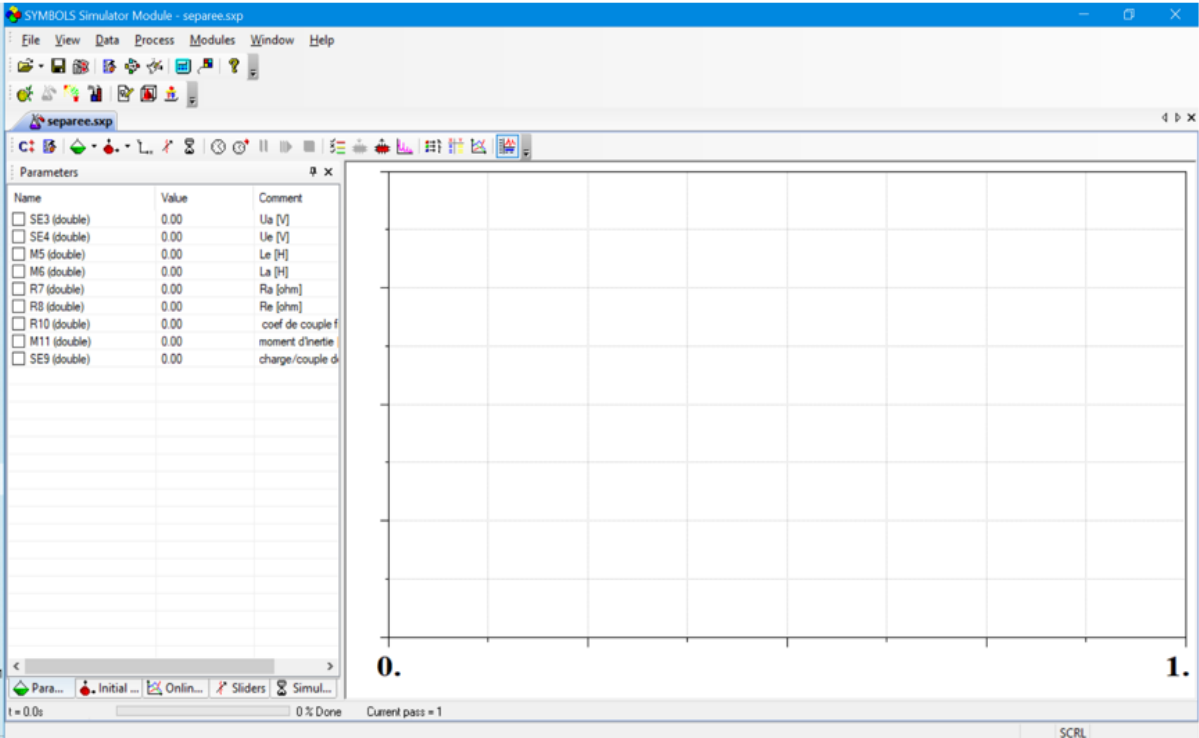 SYMBOLS Simulator Module - separee.sxp
File View Data Process Modules Window Help
separee.sxp
Parameters
Name Value Comment
SE3 (double) 0.00 Ua [V]
SE4 (double) 0.00 Ue [V]
M5 (double) 0.00 Le [H]
M6 (double) 0.00 La [H]
R7 (double) 0.00 Ra [ohm]
R8 (double) 0.00 Re [ohm]
R10 (double) 0.00 coef de couple f
M11 (double) 0.00 moment d'inertie
SE9 (double) 0.00 charge/couple d
0. 1.
Para... Initial ... Onlin... Sliders Simul...
t = 0.0s 0 % Done Current pass = 1
SCRL